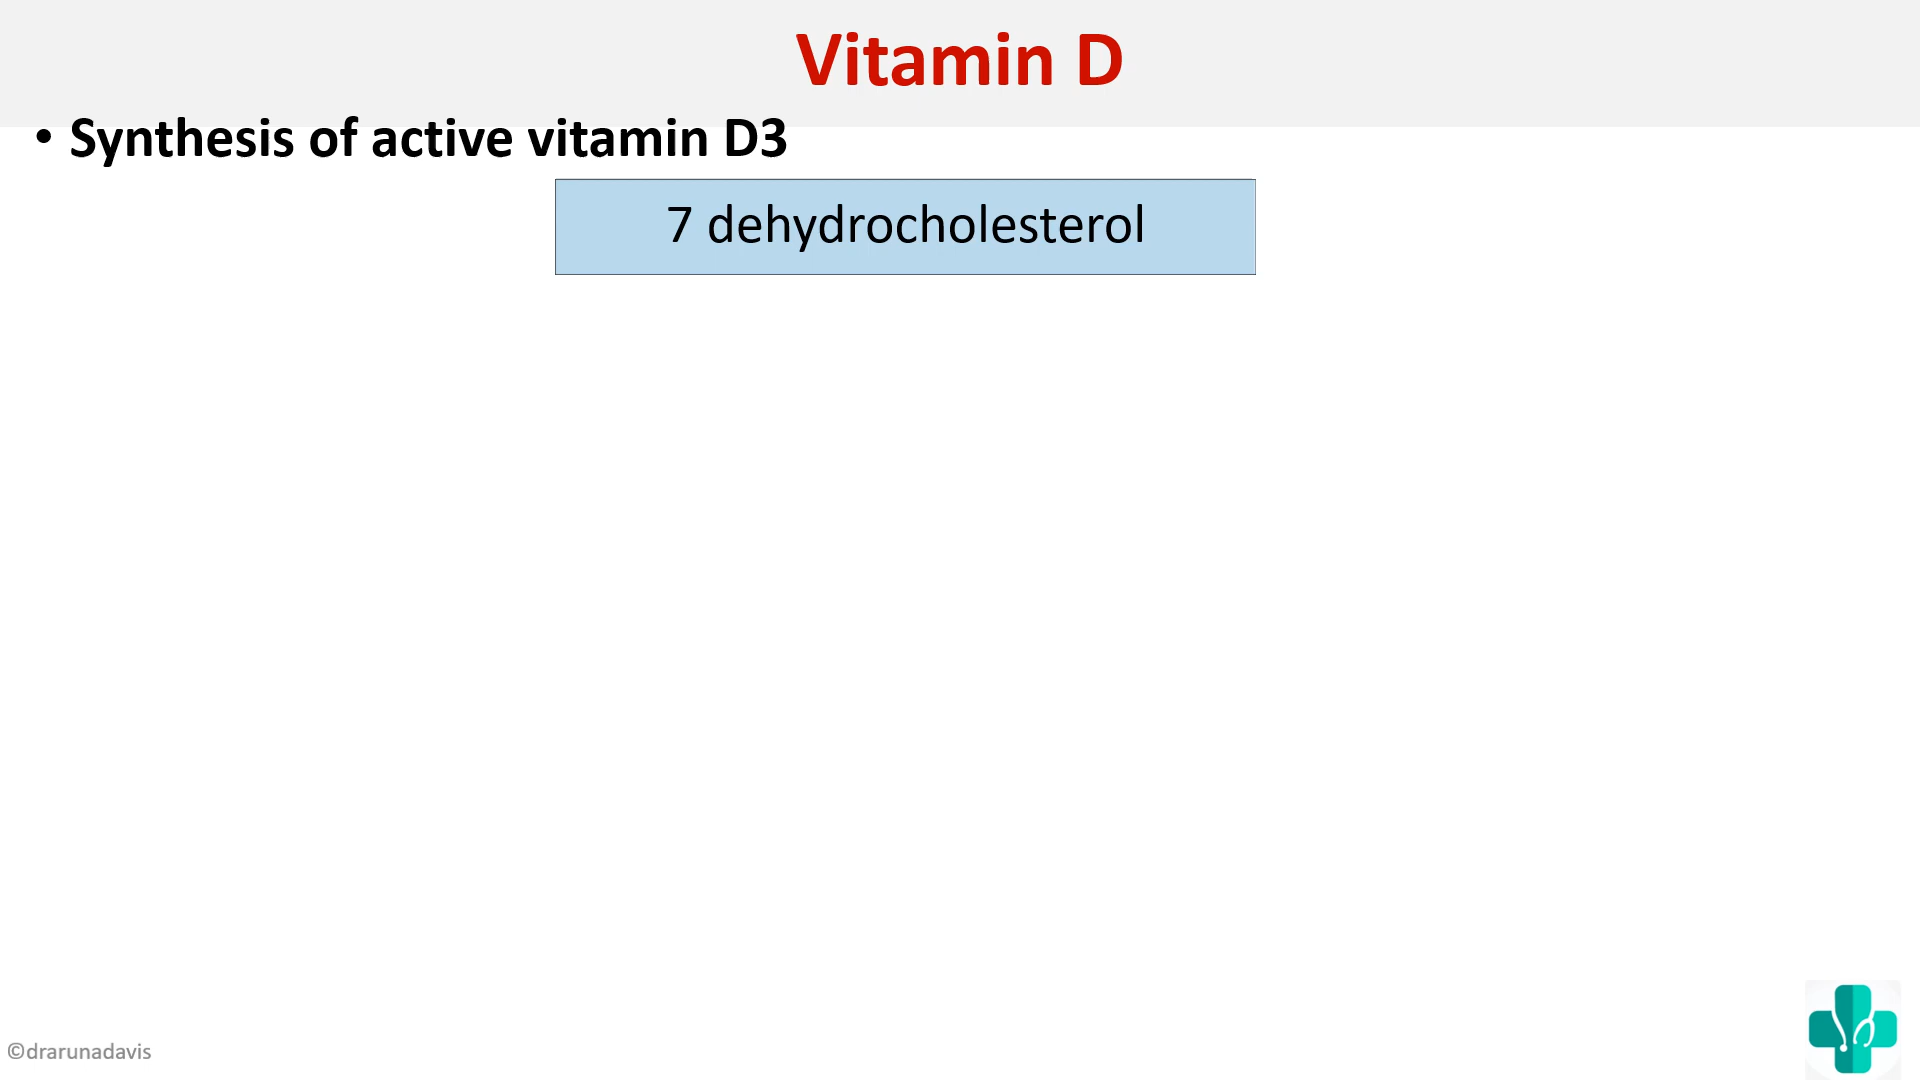 Vitamin D
• Synthesis of active vitamin D3
7 dehydrocholesterol
©drarunadavis